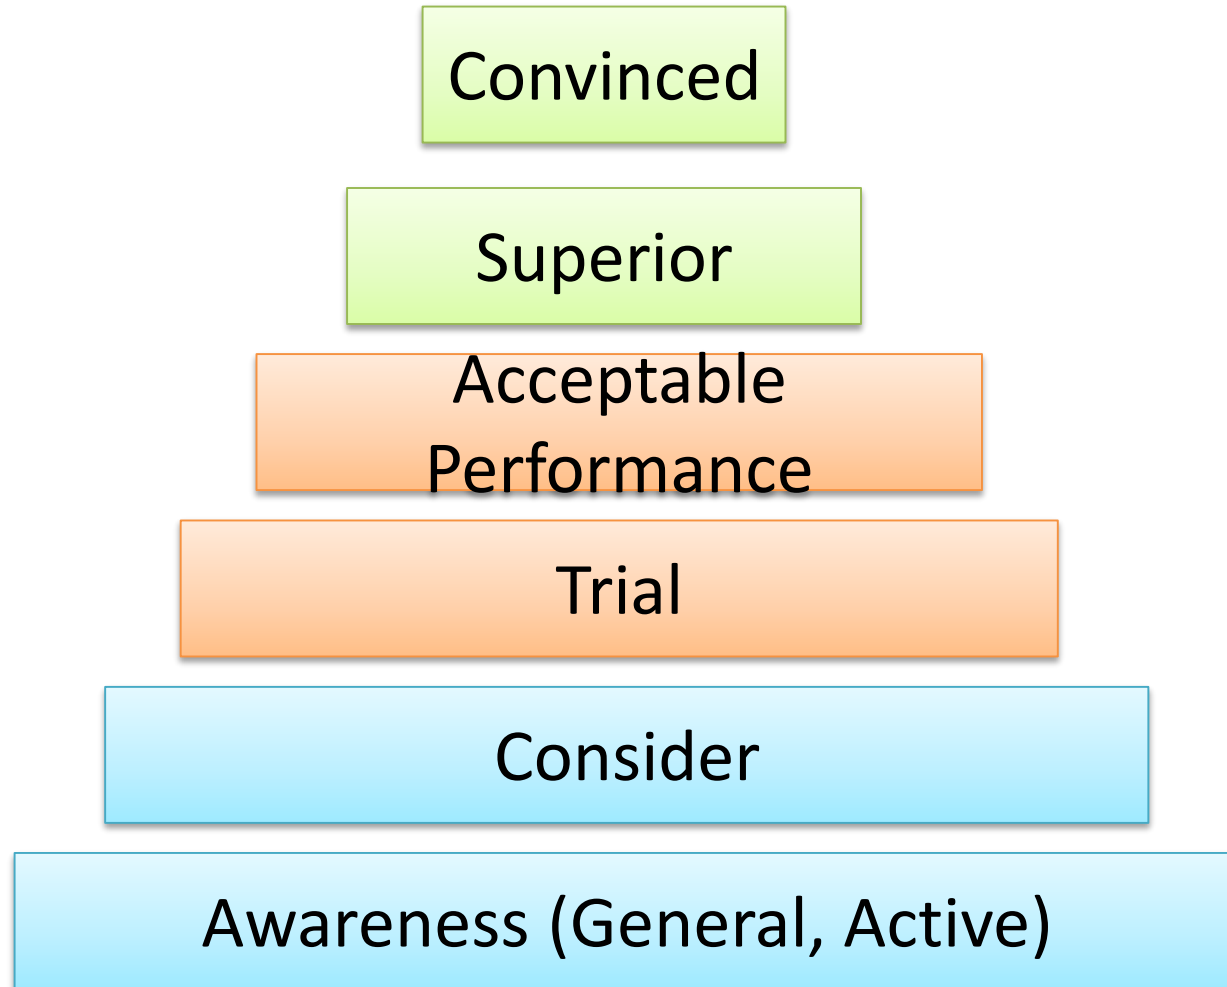 Convinced
Superior
Acceptable
Performance
Trial
Consider
Awareness (General, Active)